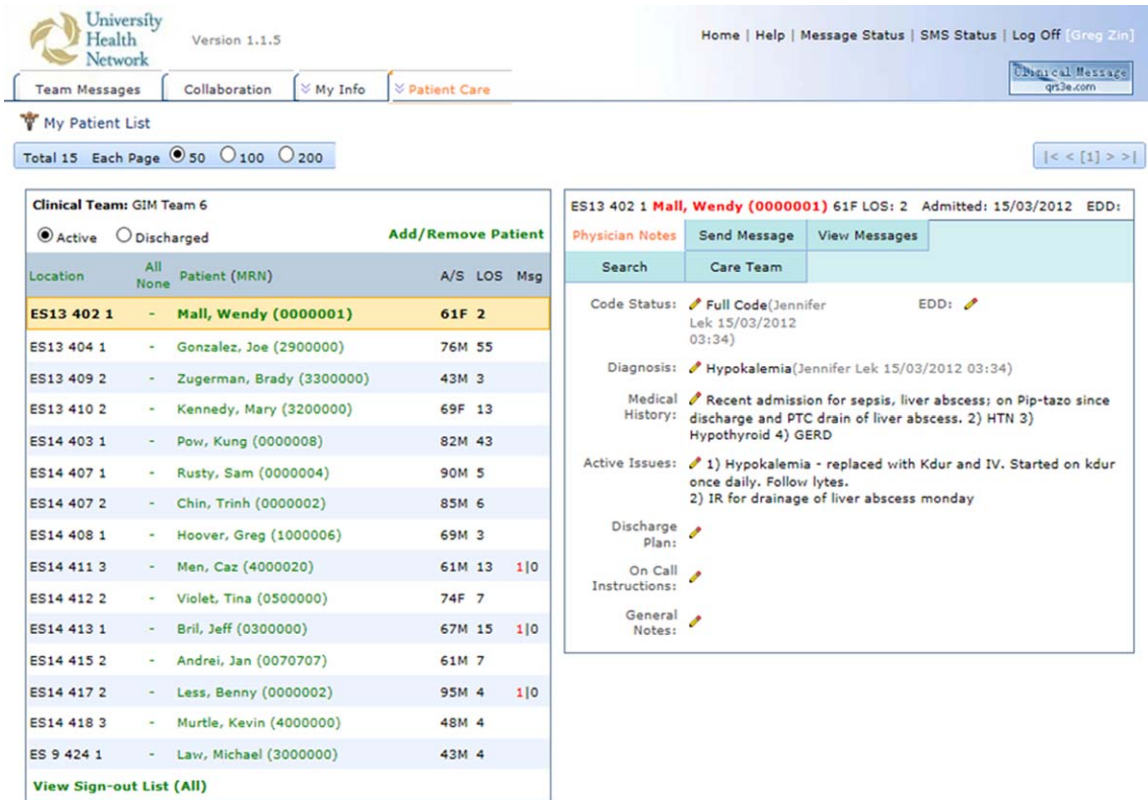 University
Health
Network
Version 1.1.5
Home | Help | Message Status | SMS Status | Log Off [Greg Zin]
Clinical Message
qrs3e.com
Team Messages Collaboration My Info Patient Care
My Patient List
Total 15 Each Page 50 100 200
|< < [1] > >|
Clinical Team: GIM Team 6
Active Discharged Add/Remove Patient
Location All None Patient (MRN) A/S LOS Msg
ES13 402 1 - Mall, Wendy (0000001) 61F 2
ES13 404 1 - Gonzalez, Joe (2900000) 76M 55
ES13 409 2 - Zugerman, Brady (3300000) 43M 3
ES13 410 2 - Kennedy, Mary (3200000) 69F 13
ES14 403 1 - Pow, Kung (0000008) 82M 43
ES14 407 1 - Rusty, Sam (0000004) 90M 5
ES14 407 2 - Chin, Trinh (0000002) 85M 6
ES14 408 1 - Hoover, Greg (1000006) 69M 3
ES14 411 3 - Men, Caz (4000020) 61M 13 1|0
ES14 412 2 - Violet, Tina (0500000) 74F 7
ES14 413 1 - Bril, Jeff (0300000) 67M 15 1|0
ES14 415 2 - Andrei, Jan (0070707) 61M 7
ES14 417 2 - Less, Benny (0000002) 95M 4 1|0
ES14 418 3 - Murtle, Kevin (4000000) 48M 4
ES 9 424 1 - Law, Michael (3000000) 43M 4
View Sign-out List (All)
ES13 402 1 Mall, Wendy (0000001) 61F LOS: 2 Admitted: 15/03/2012 EDD:
Physician Notes Send Message View Messages
Search Care Team
Code Status: Full Code(Jennifer EDD:
Lek 15/03/2012
03:34)
Diagnosis: Hypokalemia(Jennifer Lek 15/03/2012 03:34)
Medical Recent admission for sepsis, liver abscess; on Pip-tazo since
History: discharge and PTC drain of liver abscess. 2) HTN 3)
Hypothyroid 4) GERD
Active Issues: 1) Hypokalemia - replaced with Kdur and IV. Started on kdur
once daily. Follow lytes.
2) IR for drainage of liver abscess monday
Discharge
Plan:
On Call
Instructions:
General
Notes: